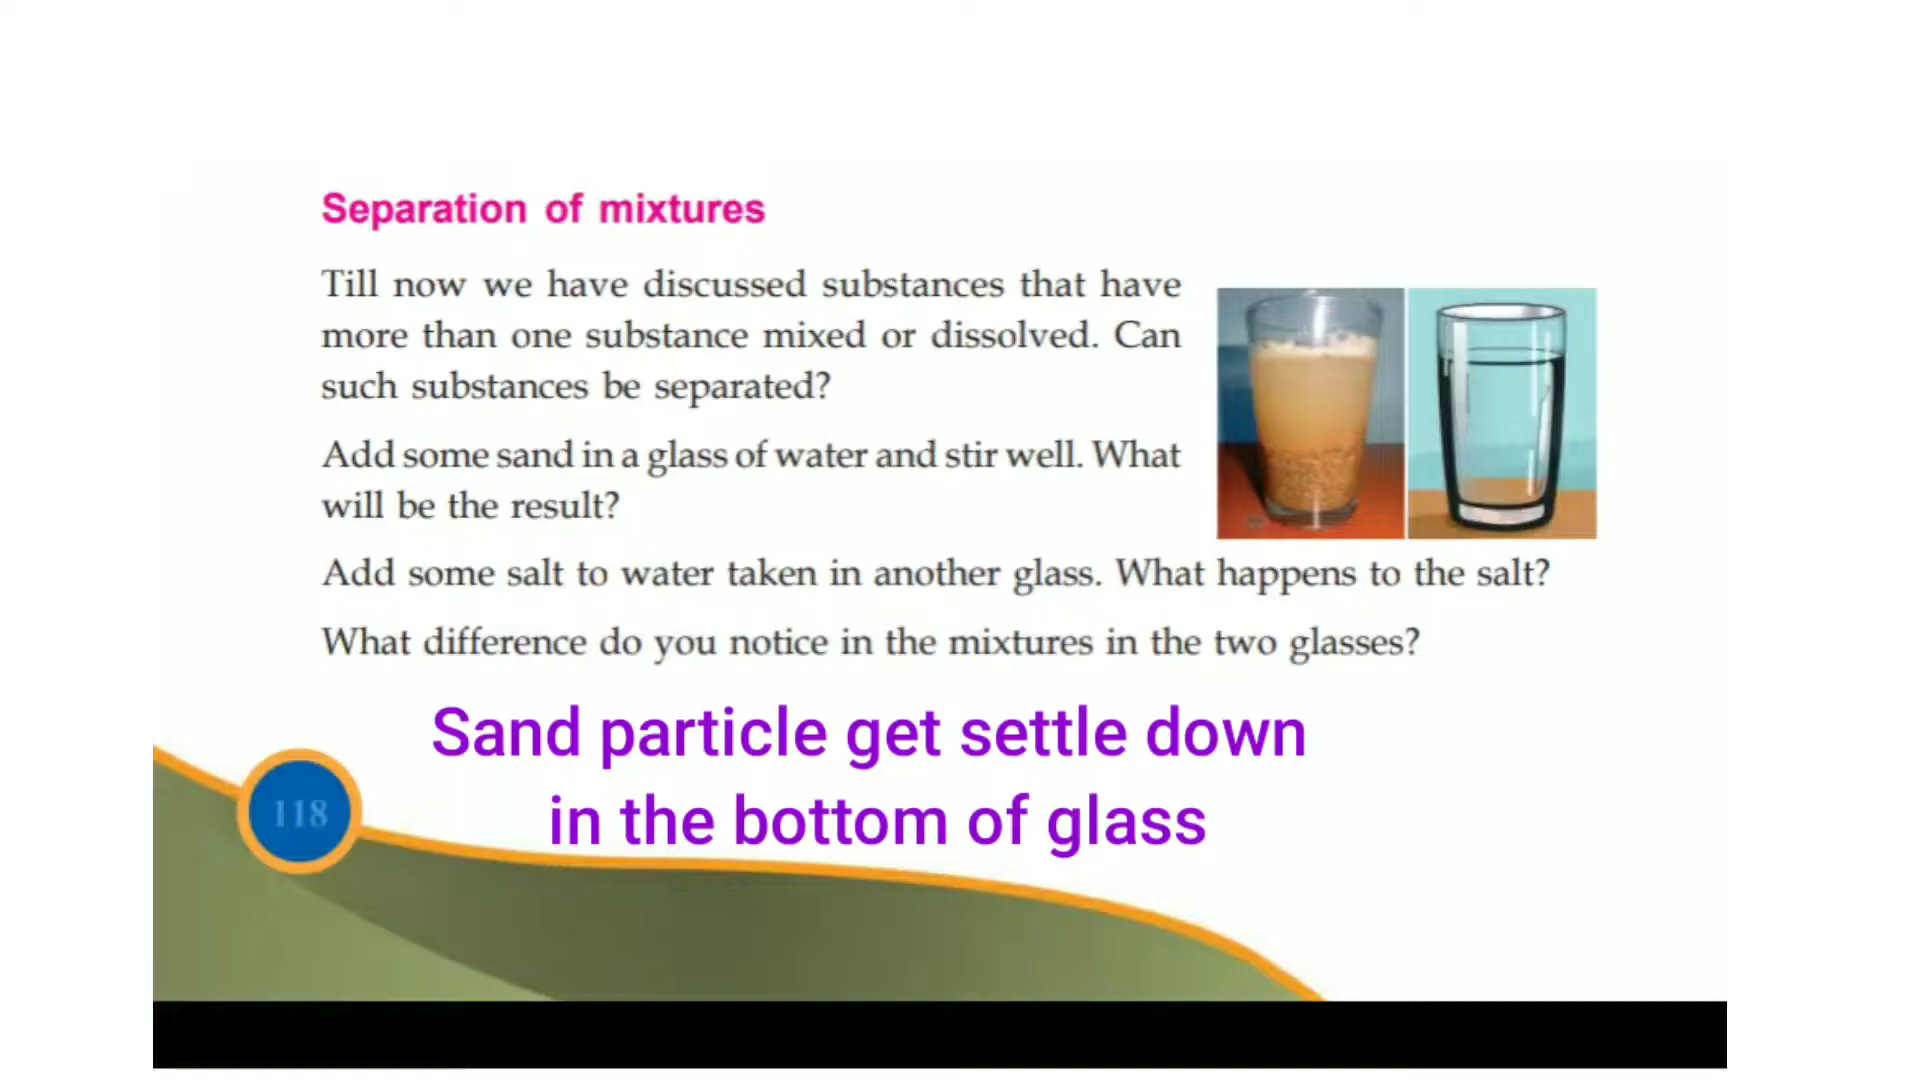 Separation of mixtures
Till now we have discussed substances that have
more than one substance mixed or dissolved. Can
such substances be separated?
Add some sand in a glass of water and stir well. What
will be the result?
Add some salt to water taken in another glass. What happens to the salt?
What difference do you notice in the mixtures in the two glasses?
Sand particle get settle down
in the bottom of glass
118